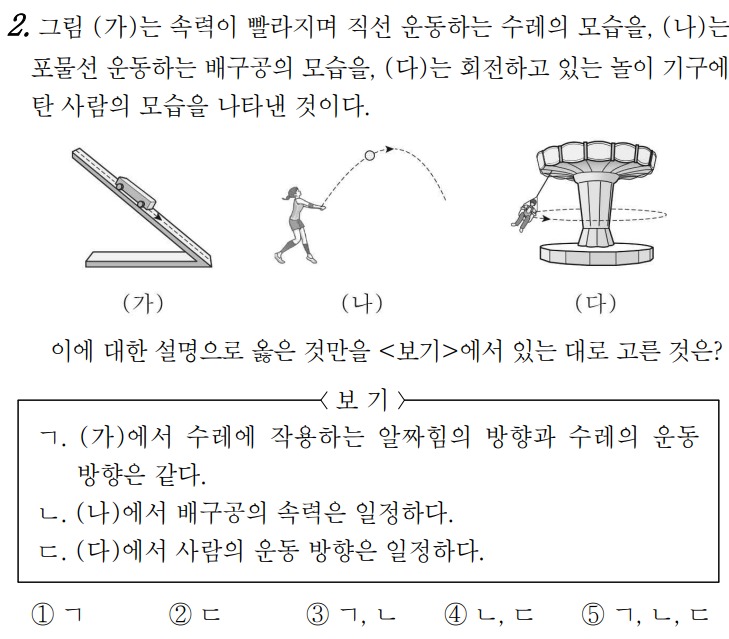 2. 그림 (가)는 속력이 빨라지며 직선 운동하는 수레의 모습을, (나)는
포물선 운동하는 배구공의 모습을, (다)는 회전하고 있는 놀이 기구에
탄 사람의 모습을 나타낸 것이다.
(가) (나) (다)
이에 대한 설명으로 옳은 것만을 <보기>에서 있는 대로 고른 것은?
<보 기>
ㄱ. (가)에서 수레에 작용하는 알짜힘의 방향과 수레의 운동
방향은 같다.
ㄴ. (나)에서 배구공의 속력은 일정하다.
ㄷ. (다)에서 사람의 운동 방향은 일정하다.
① ㄱ ② ㄷ ③ ㄱ, ㄴ ④ ㄴ, ㄷ ⑤ ㄱ, ㄴ, ㄷ